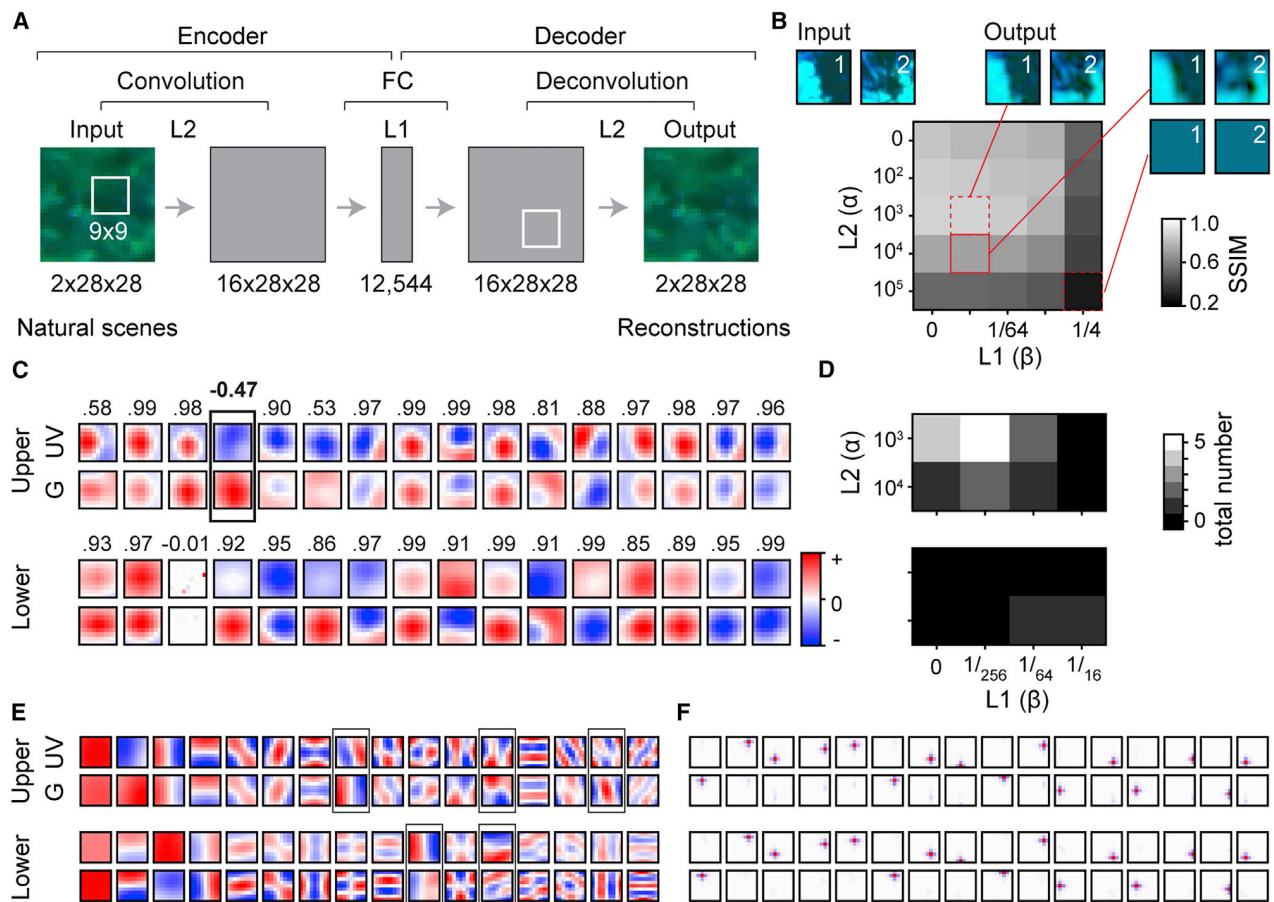 A
Encoder Decoder
Convolution FC Deconvolution
Input L2 L1 L2 Output
9x9
2x28x28 16x28x28 12,544 16x28x28 2x28x28
Natural scenes Reconstructions
B
Input Output
1 2 1 2 1 2
1 2
0
10²
10³
10⁴
10⁵
L2 (α)
0 1/64 1/4
L1 (β)
1.0
0.6
0.2
SSIM
C
-0.47
.58 .99 .98 .90 .53 .97 .99 .99 .98 .81 .88 .97 .98 .97 .96
Upper
UV
G
.93 .97 -0.01 .92 .95 .86 .97 .99 .91 .99 .91 .99 .85 .89 .95 .99
Lower
+
0
-
D
10³
10⁴
L2 (α)
5
0
total number
0 1/256 1/64 1/16
L1 (β)
E
Upper
UV
G
Lower
F